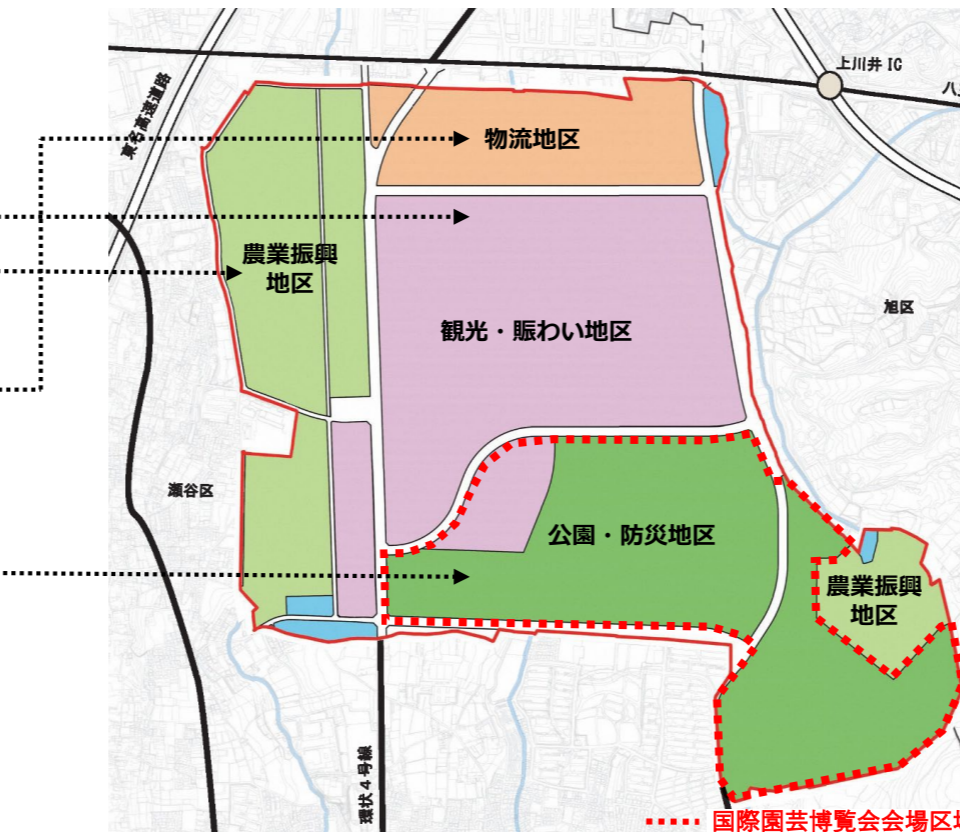 上川井 IC
八
東名高速道路
物流地区
農業振興
地区
観光・賑わい地区
旭区
瀬谷区
公園・防災地区
農業振興
地区
環状4号線
国際園芸博覧会会場区域